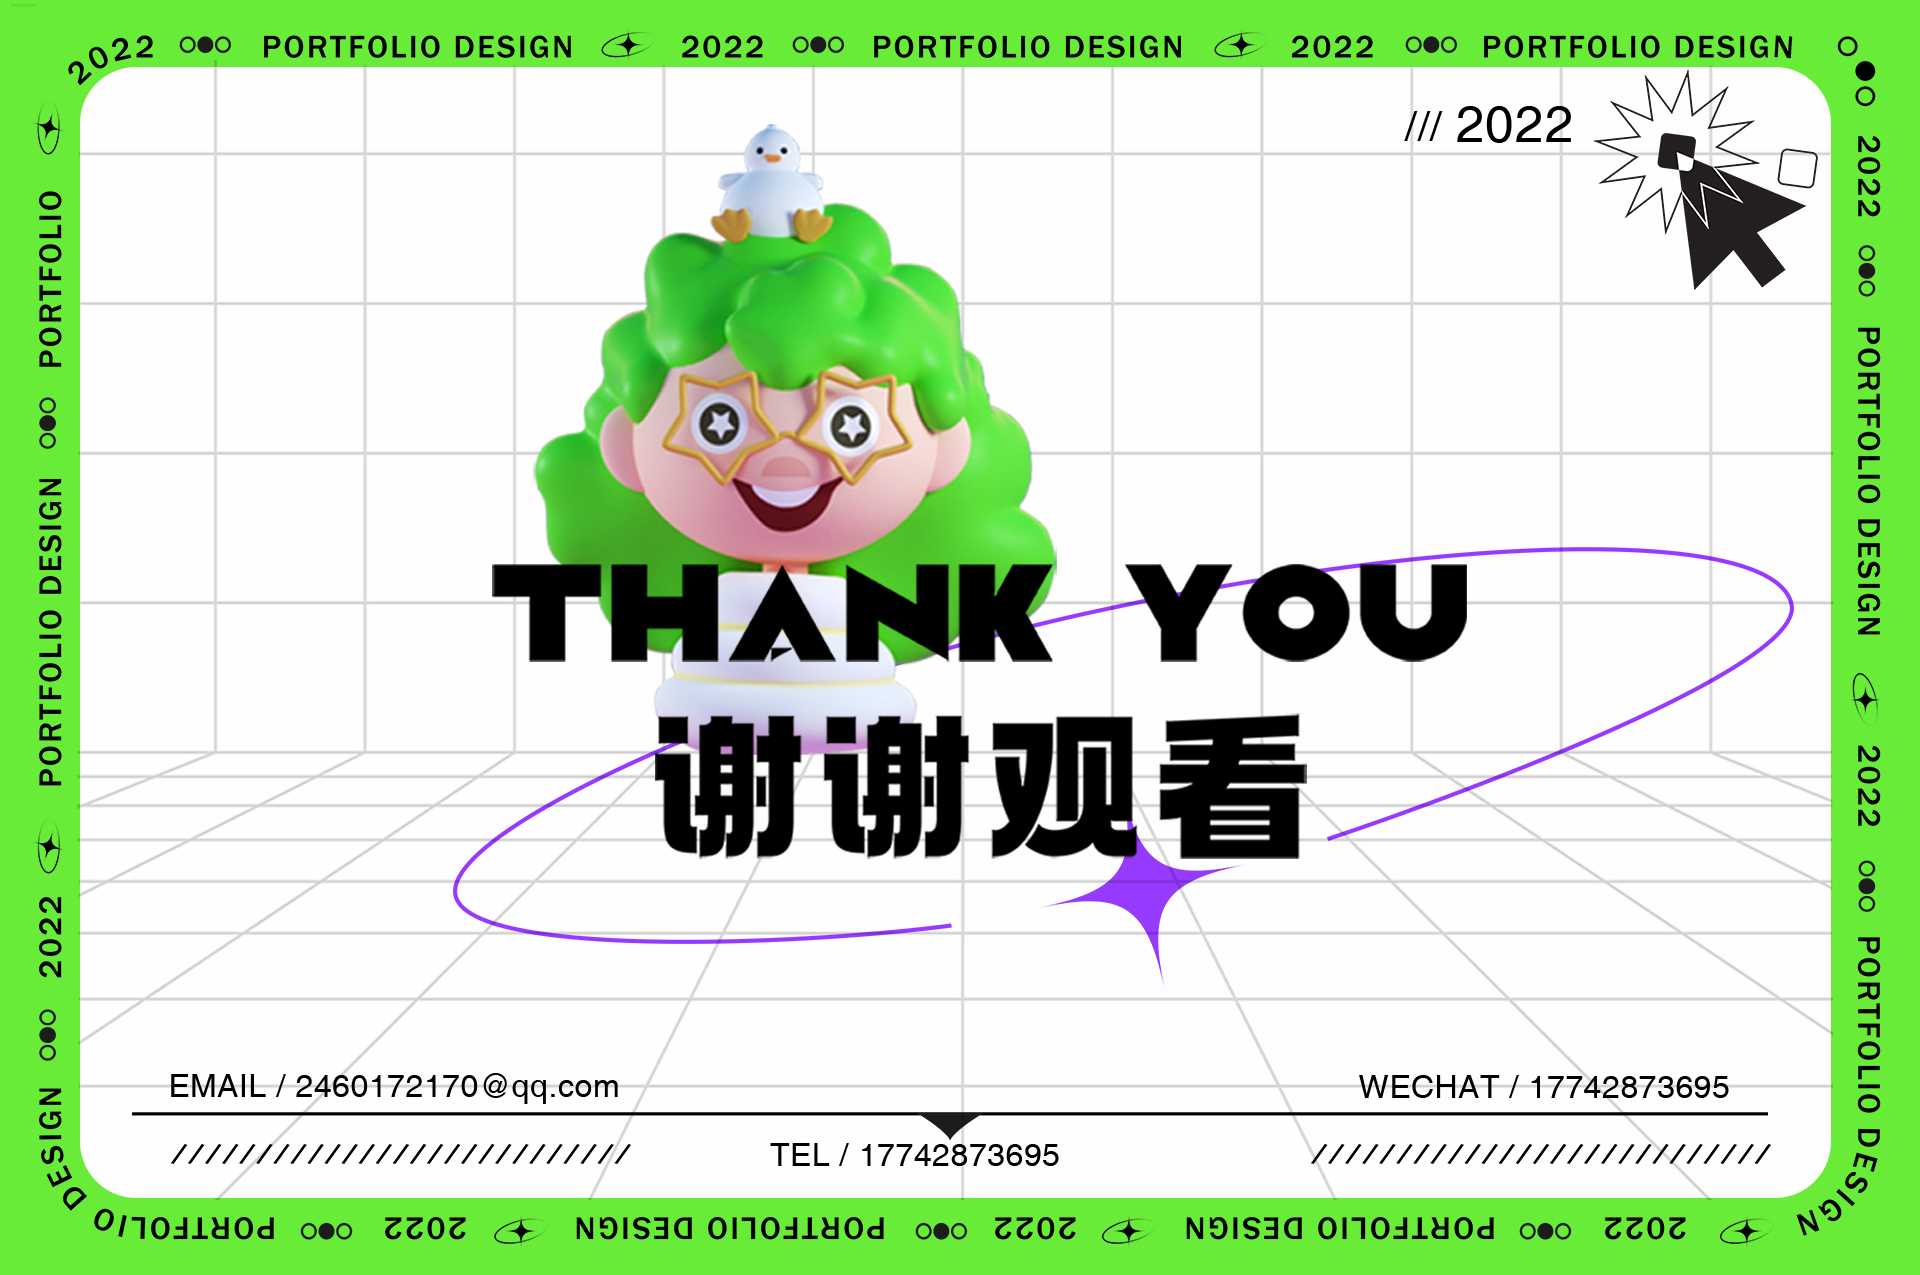 2022 PORTFOLIO DESIGN 2022 PORTFOLIO DESIGN 2022 PORTFOLIO DESIGN
2022 PORTFOLIO DESIGN 2022 PORTFOLIO DESIGN
2022 PORTFOLIO DESIGN 2022 PORTFOLIO DESIGN 2022 PORTFOLIO
DESIGN 2022 PORTFOLIO DESIGN PORTFOLIO
/// 2022
THANK YOU
谢谢观看
EMAIL / 2460172170@qq.com
WECHAT / 17742873695
TEL / 17742873695